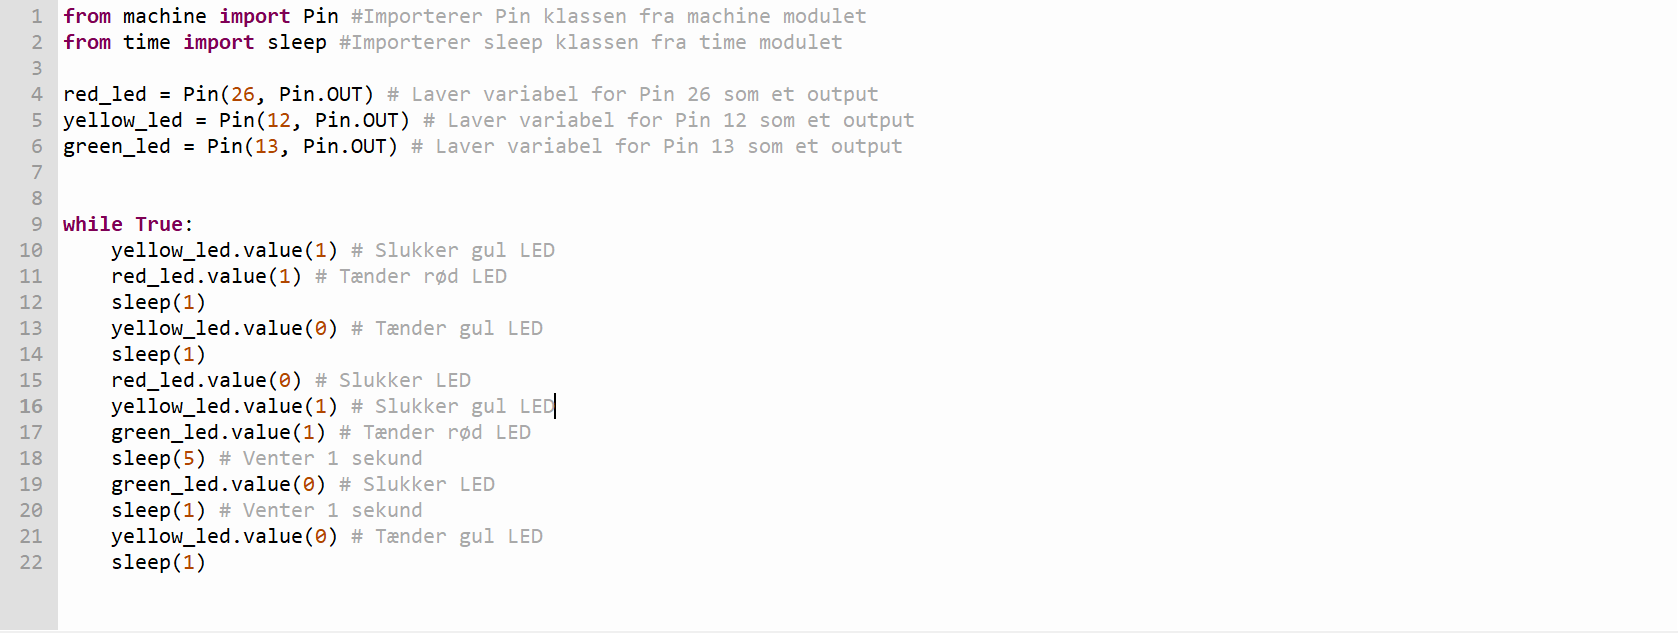 1 from machine import Pin #Importerer Pin klassen fra machine modulet
2 from time import sleep #Importerer sleep klassen fra time modulet
3
4 red_led = Pin(26, Pin.OUT) # Laver variabel for Pin 26 som et output
5 yellow_led = Pin(12, Pin.OUT) # Laver variabel for Pin 12 som et output
6 green_led = Pin(13, Pin.OUT) # Laver variabel for Pin 13 som et output
7
8
9 while True:
10     yellow_led.value(1) # Slukker gul LED
11     red_led.value(1) # Tænder rød LED
12     sleep(1)
13     yellow_led.value(0) # Tænder gul LED
14     sleep(1)
15     red_led.value(0) # Slukker LED
16     yellow_led.value(1) # Slukker gul LED
17     green_led.value(1) # Tænder rød LED
18     sleep(5) # Venter 1 sekund
19     green_led.value(0) # Slukker LED
20     sleep(1) # Venter 1 sekund
21     yellow_led.value(0) # Tænder gul LED
22     sleep(1)